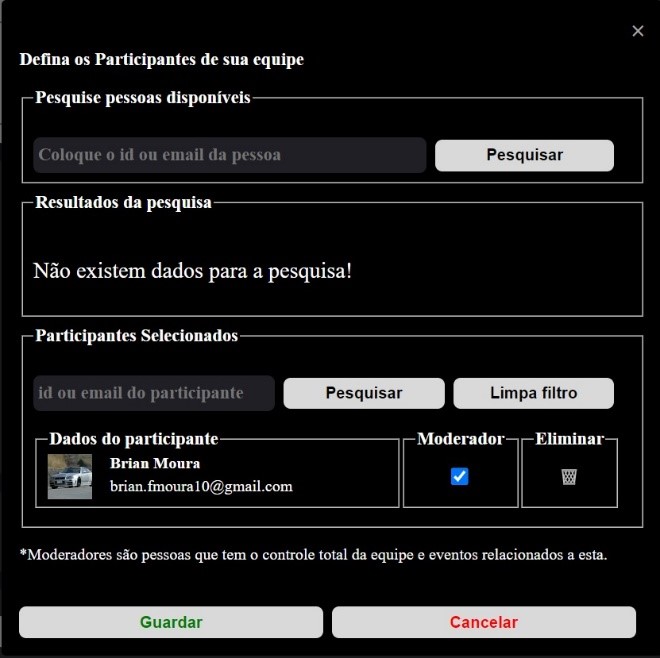 Defina os Participantes de sua equipe
Pesquise pessoas disponíveis
Coloque o id ou email da pessoa
Pesquisar
Resultados da pesquisa
Não existem dados para a pesquisa!
Participantes Selecionados
id ou email do participante
Pesquisar
Limpa filtro
Dados do participante
Moderador
Eliminar
Brian Moura
brian.fmoura10@gmail.com
*Moderadores são pessoas que tem o controle total da equipe e eventos relacionados a esta.
Guardar
Cancelar